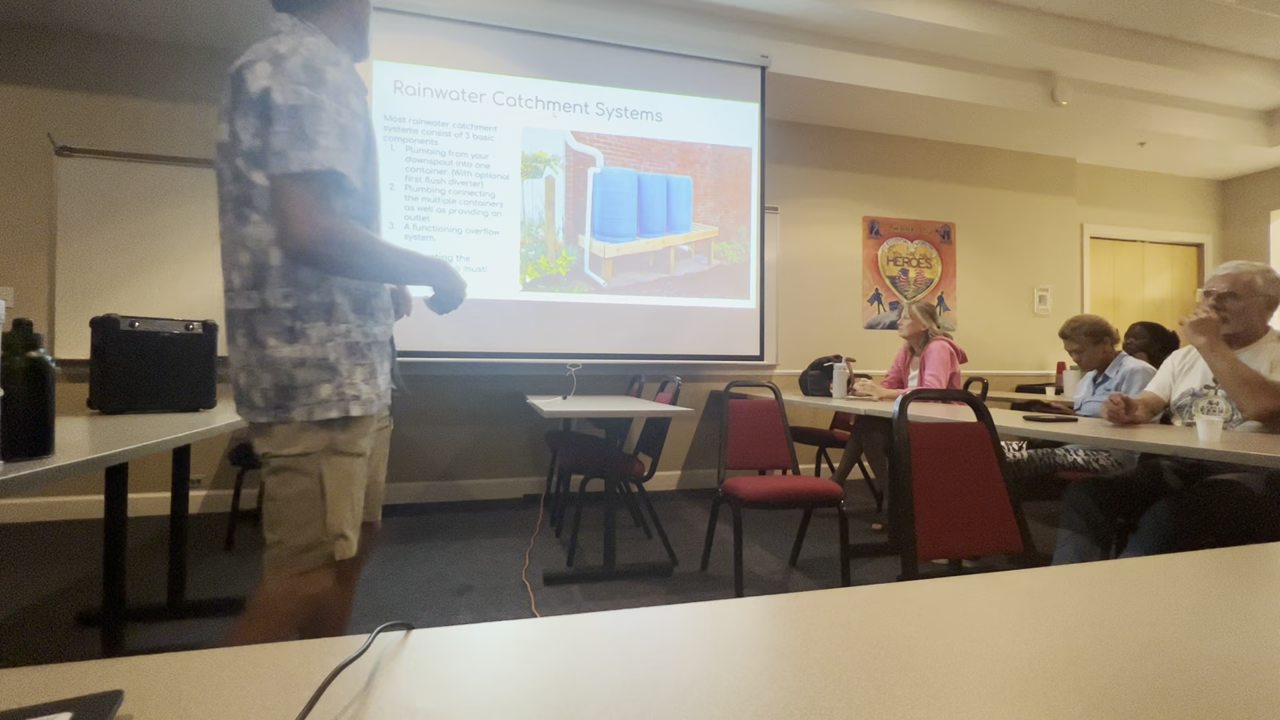 Rainwater Catchment Systems
Most rainwater catchment
systems consist of 3 basic
components
1. Plumbing from your
downspout into one
container. (With optional
first flush diverter)
2. Plumbing connecting
the multiple containers
as well as providing an
outlet.
3. A functioning overflow
system.
the
must
HEROES